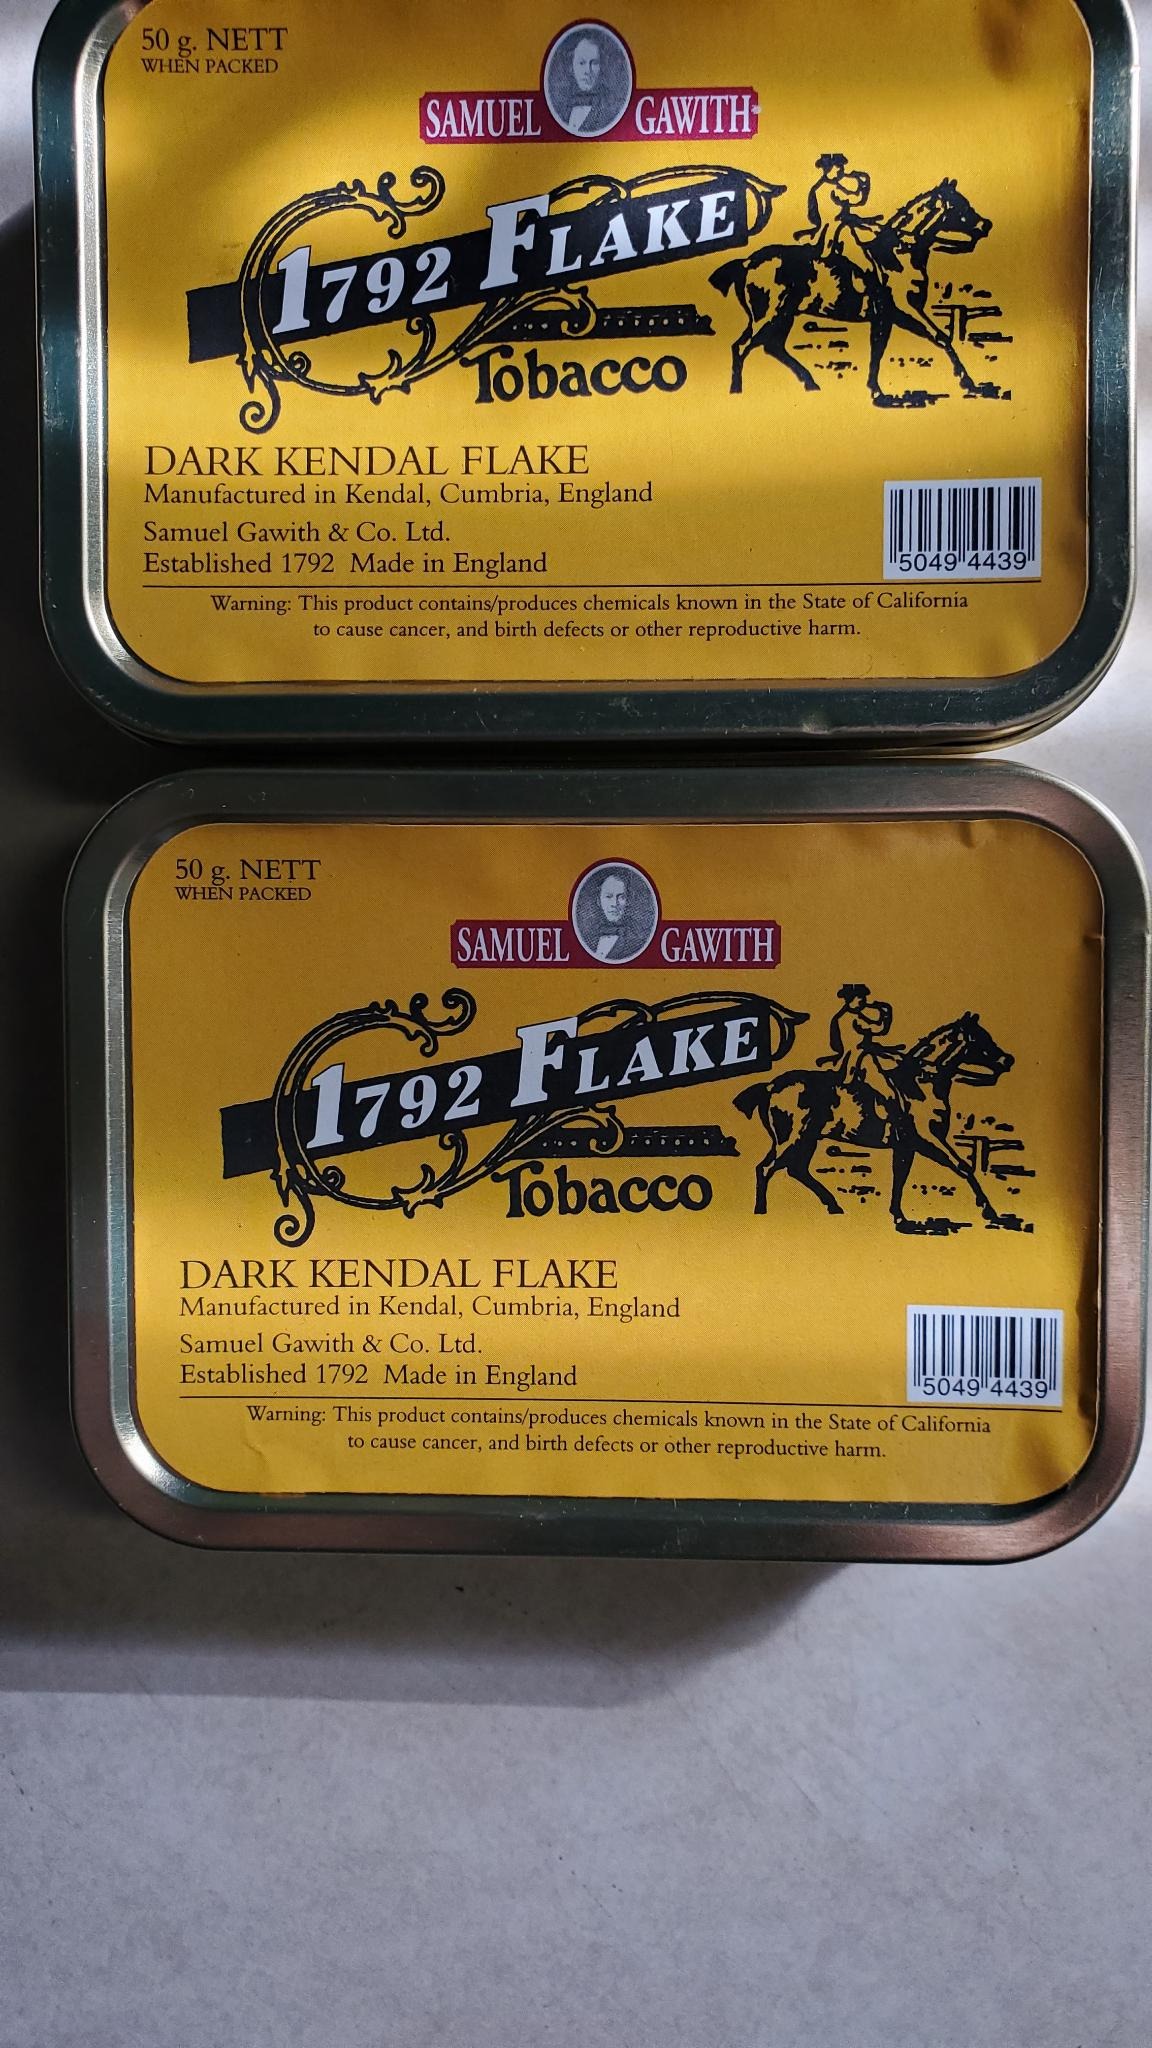 50 g. NETT
WHEN PACKED
SAMUEL GAWITH
1792 FLAKE
Tobacco
DARK KENDAL FLAKE
Manufactured in Kendal, Cumbria, England
Samuel Gawith & Co. Ltd.
Established 1792 Made in England
5049 4439
Warning: This product contains/produces chemicals known in the State of California
to cause cancer, and birth defects or other reproductive harm.
50 g. NETT
WHEN PACKED
SAMUEL GAWITH
1792 FLAKE
Tobacco
DARK KENDAL FLAKE
Manufactured in Kendal, Cumbria, England
Samuel Gawith & Co. Ltd.
Established 1792 Made in England
5049 4439
Warning: This product contains/produces chemicals known in the State of California
to cause cancer, and birth defects or other reproductive harm.